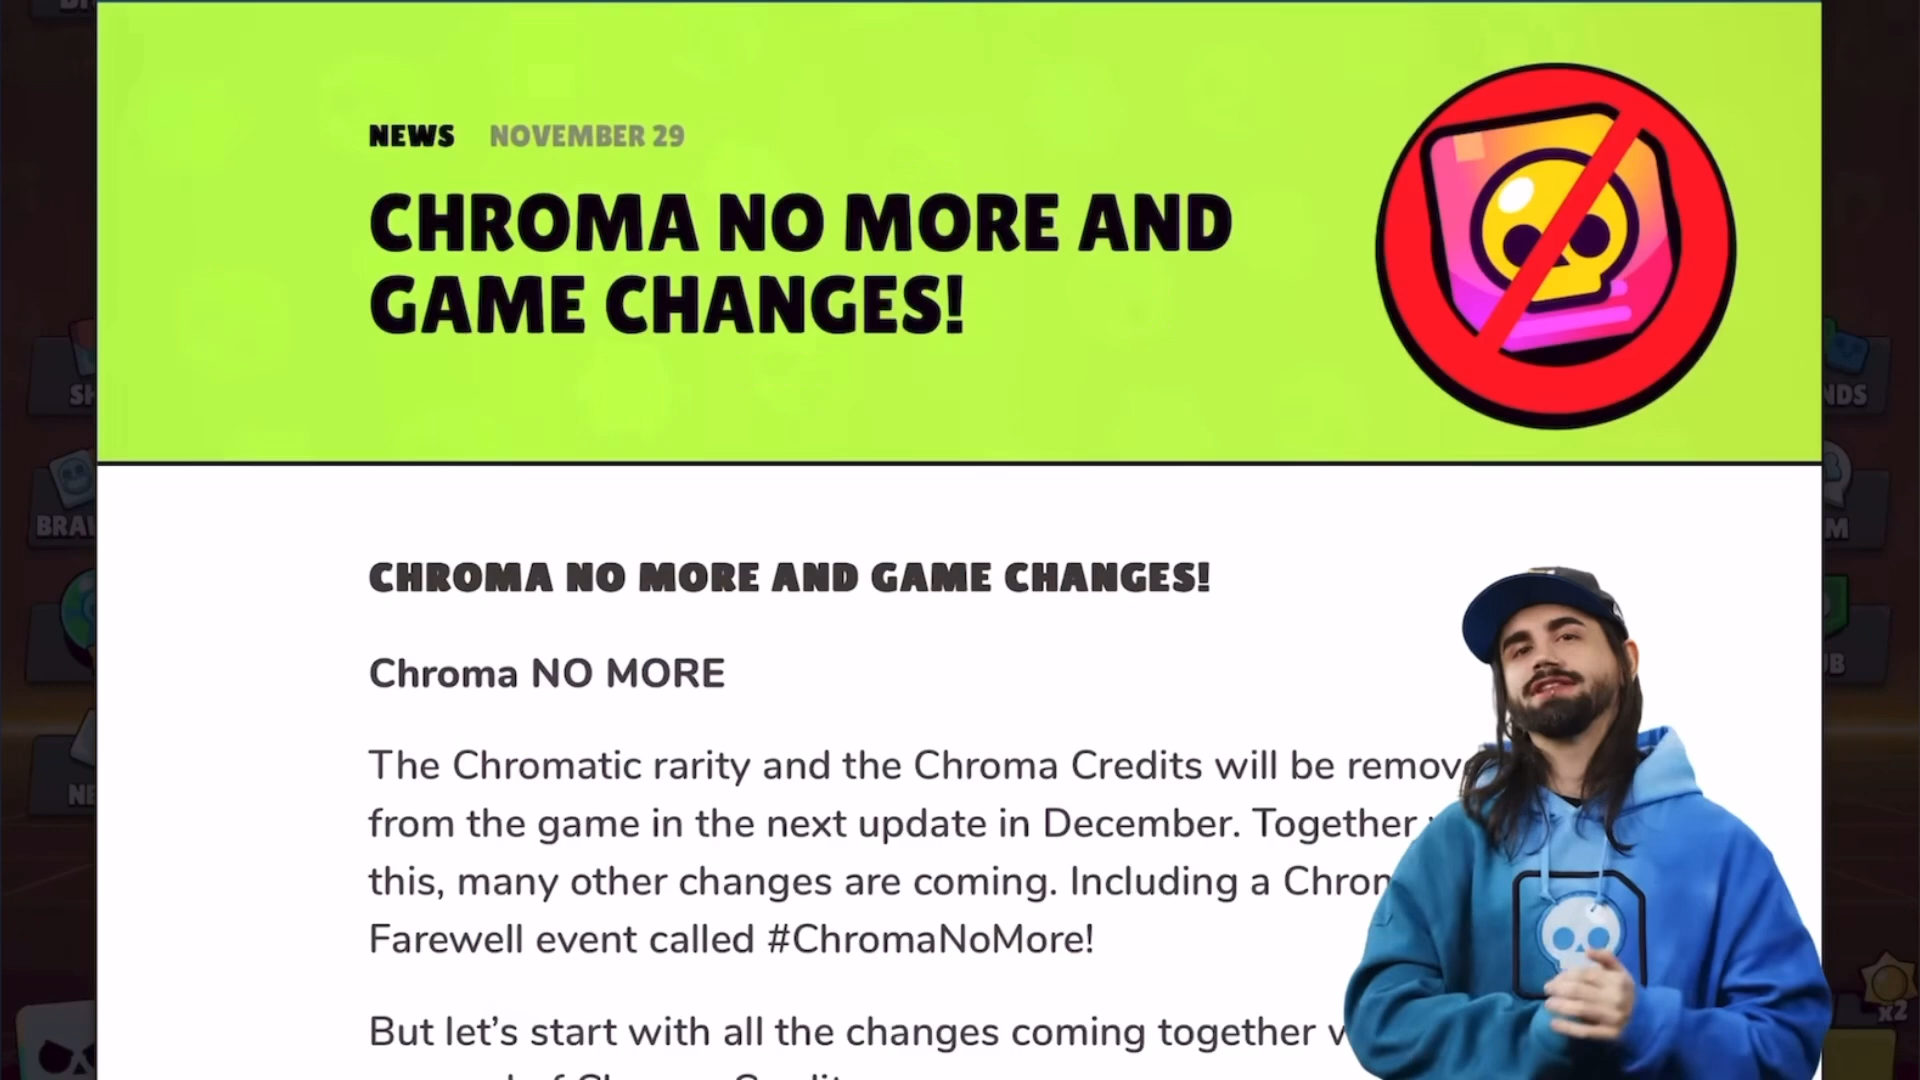 NEWS NOVEMBER 29
CHROMA NO MORE AND
GAME CHANGES!
CHROMA NO MORE AND GAME CHANGES!
Chroma NO MORE
The Chromatic rarity and the Chroma Credits will be
from the game in the next update in December. Together
this, many other changes are coming. Including a
Farewell event called #ChromaNoMore!
But let's start with all the changes coming together
x2